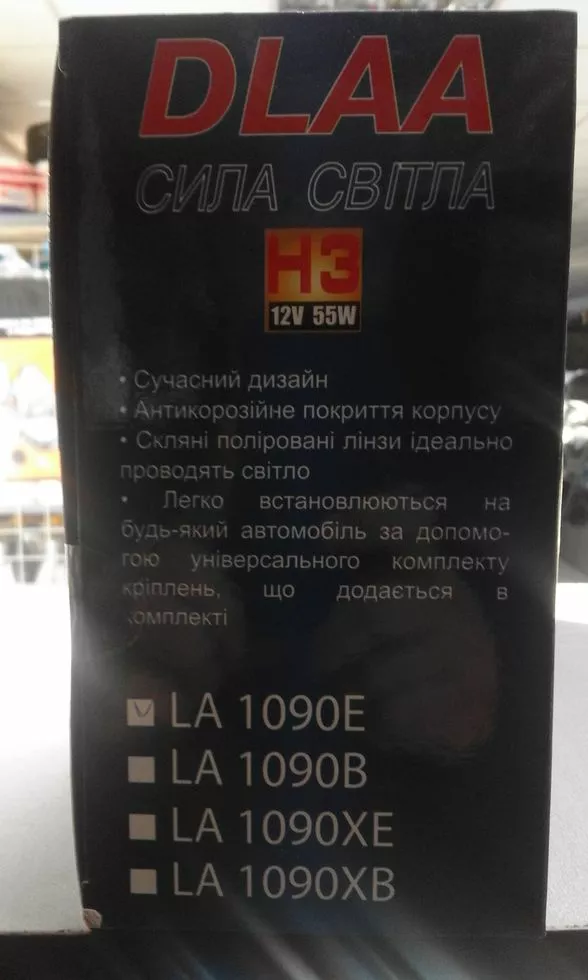 DLAA
СИЛА СВІТЛА
H3
12V 55W
• Сучасний дизайн
• Антикорозійне покриття корпусу
• Скляні поліровані лінзи ідеально
проводять світло
• Легко встановлюються на
будь-який автомобіль за допомо-
гою універсального комплекту
кріплень, що додається в
комплекті
LA 1090E
LA 1090B
LA 1090XE
LA 1090XB